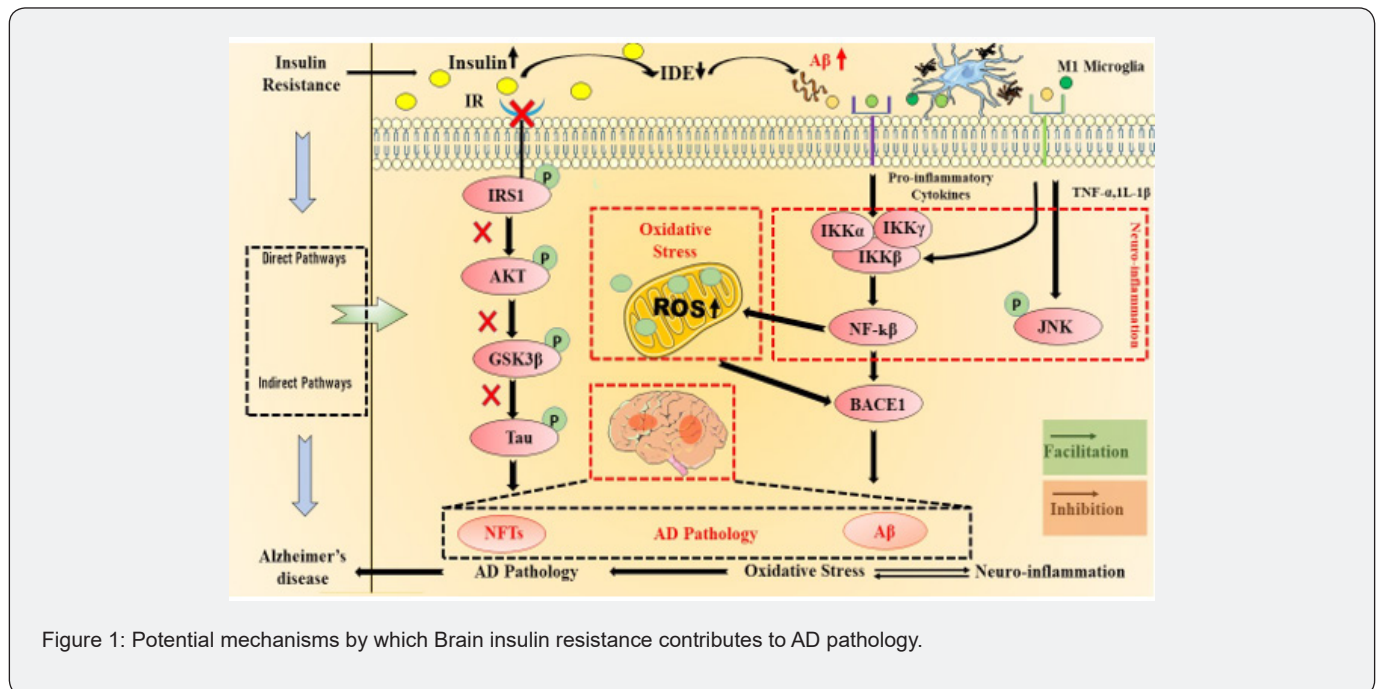 Insulin
Resistance
Insulin
IR
IDE
Aβ
M1 Microglia
Pro-inflammatory
Cytokines
TNF-α,1L-1β
IRS1
P
AKT
P
GSK3β
P
Tau
P
Oxidative
Stress
ROS
IKKα
IKKγ
IKKβ
NF-kβ
P
JNK
Neuro-inflammation
BACE1
Direct Pathways
Indirect Pathways
Facilitation
Inhibition
NFTs
AD Pathology
Aβ
Alzheimer's
disease
AD Pathology
Oxidative Stress
Neuro-inflammation
Figure 1: Potential mechanisms by which Brain insulin resistance contributes to AD pathology.